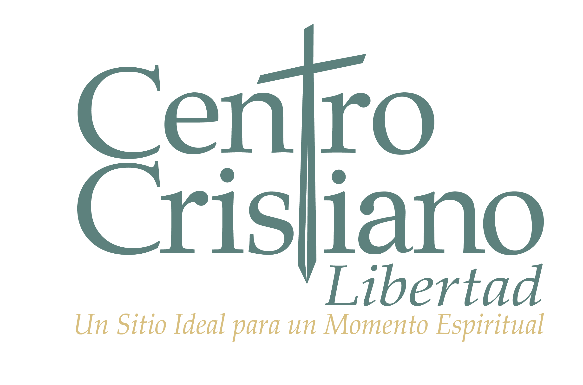 Centro
Cristiano
Libertad
Un Sitio Ideal para un Momento Espiritual